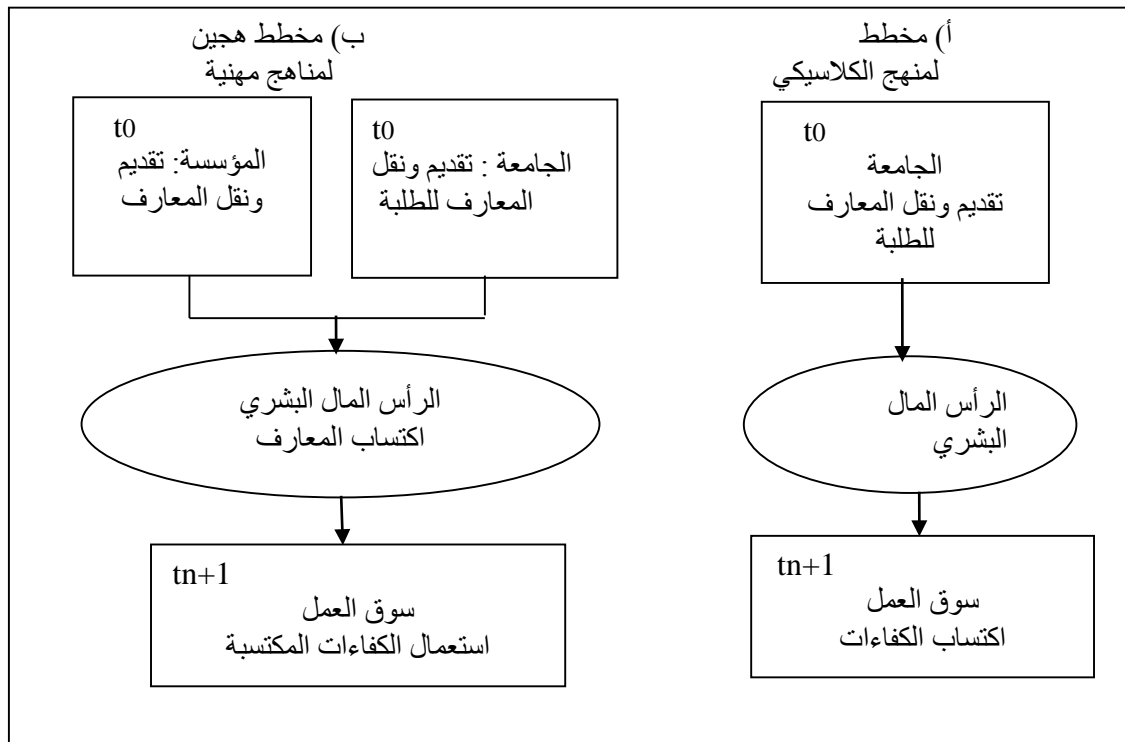 أ) مخطط
لمنهج الكلاسيكي
t0
الجامعة
تقديم ونقل المعارف
للطلبة
الرأس المال
البشري
tn+1
سوق العمل
اكتساب الكفاءات
ب) مخطط هجين
لمناهج مهنية
t0
الجامعة : تقديم ونقل
المعارف للطلبة
t0
المؤسسة: تقديم
ونقل المعارف
الرأس المال البشري
اكتساب المعارف
tn+1
سوق العمل
استعمال الكفاءات المكتسبة